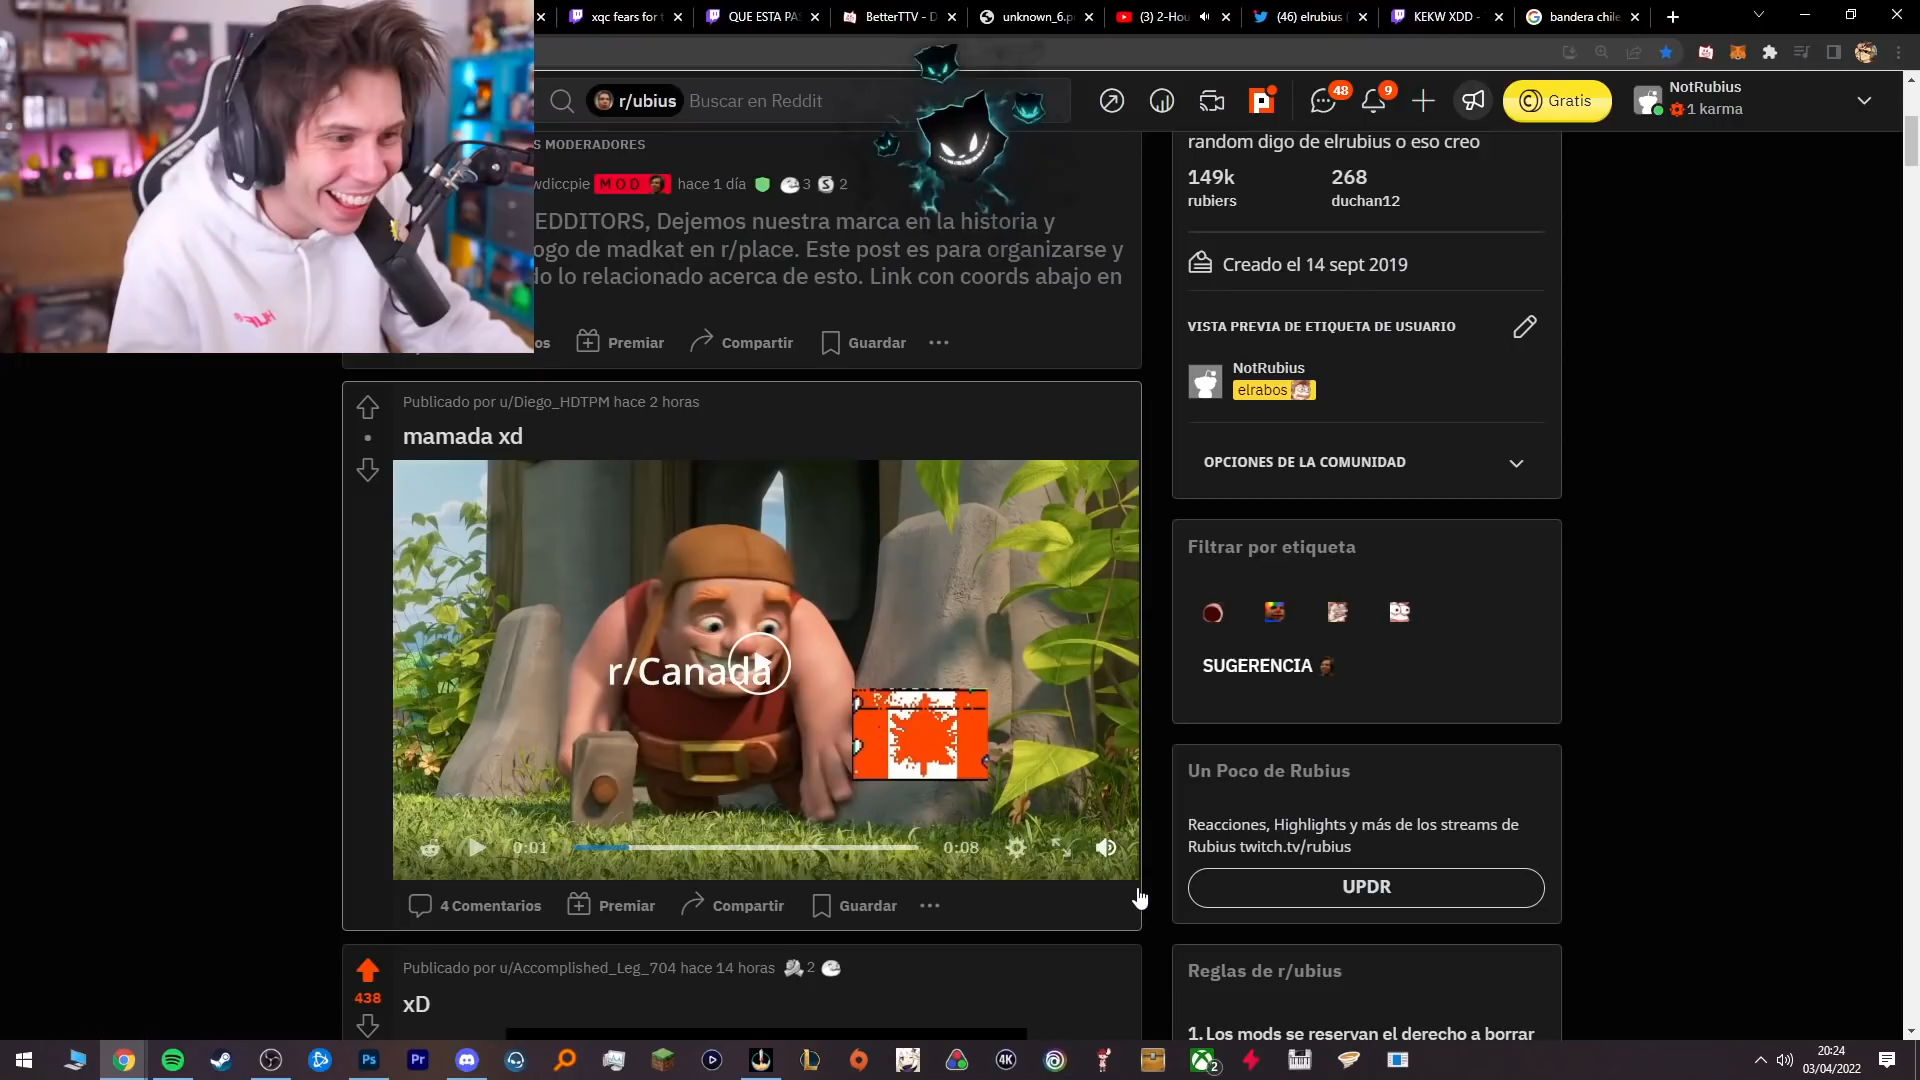 xqc fears for t
QUE ESTA PA
BetterTTV - D
unknown_6.p
(3) 2-Hou
(46) elrubius (
KEKW XDD -
bandera chile
r/ubius
Buscar en Reddit
48
9
Gratis
NotRubius
1 karma
S MODERADORES
wdiccpie MOD hace 1 día 3 2
EDDITORS, Dejemos nuestra marca en la historia y
ogo de madkat en r/place. Este post es para organizarse y
do lo relacionado acerca de esto. Link con coords abajo en
os
Premiar
Compartir
Guardar
random digo de elrubius o eso creo
149k
268
rubiers
duchan12
Creado el 14 sept 2019
VISTA PREVIA DE ETIQUETA DE USUARIO
NotRubius
elrabos
OPCIONES DE LA COMUNIDAD
Publicado por u/Diego_HDTPM hace 2 horas
mamada xd
r/Canada
0:01
0:08
4 Comentarios
Premiar
Compartir
Guardar
Filtrar por etiqueta
SUGERENCIA
Un Poco de Rubius
Reacciones, Highlights y más de los streams de
Rubius twitch.tv/rubius
UPDR
Publicado por u/Accomplished_Leg_704 hace 14 horas 2
438
xD
Reglas de r/ubius
1. Los mods se reservan el derecho a borrar
Ps
Pr
4K
2
20:24
03/04/2022